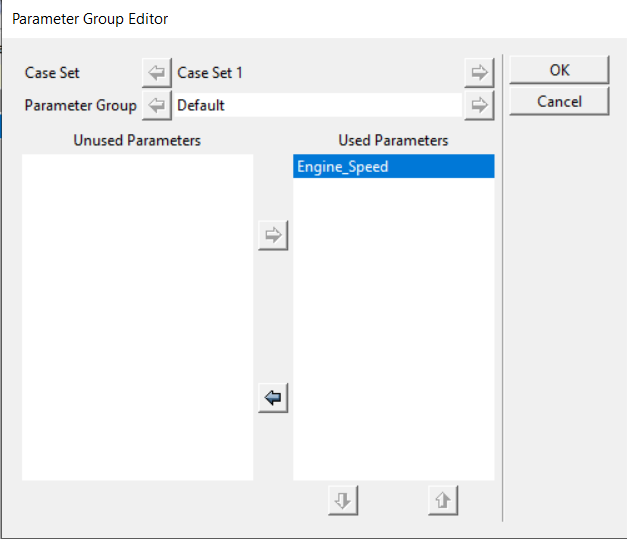 Parameter Group Editor
Case Set Case Set 1 OK
Parameter Group Default Cancel
Unused Parameters Used Parameters
Engine_Speed